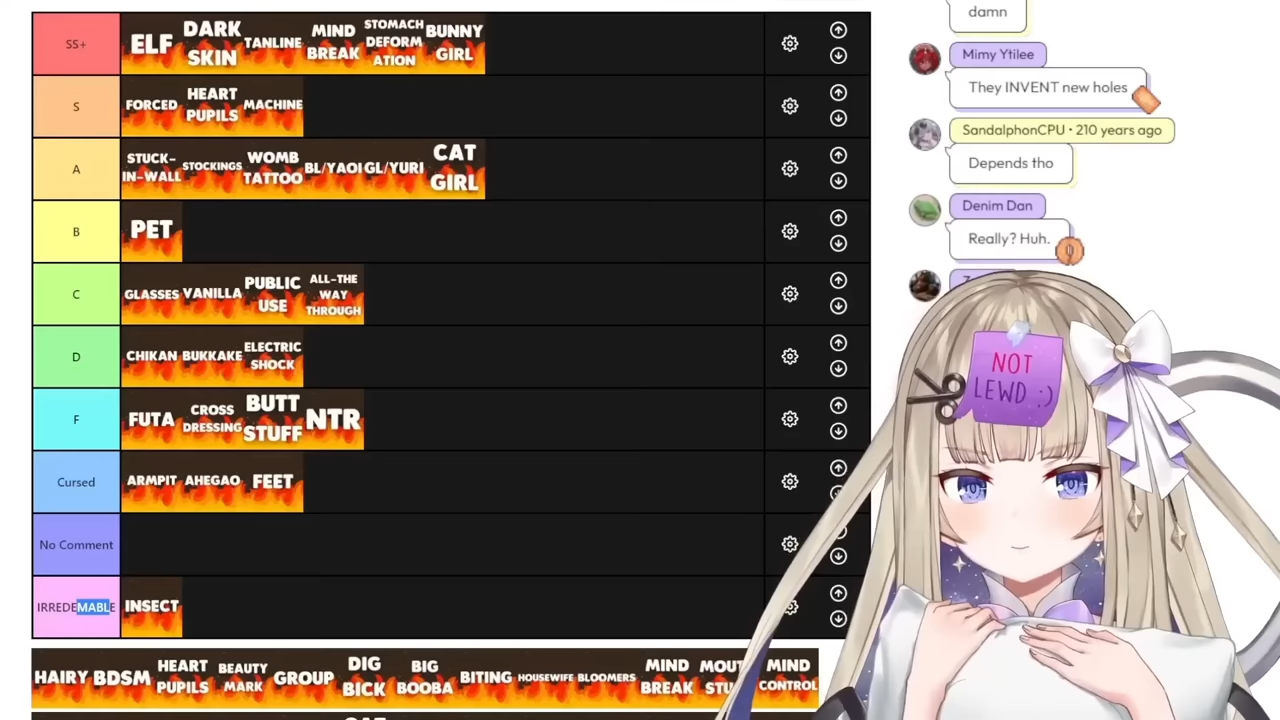 SS+
ELF
DARK
SKIN
TANLINE
MIND
BREAK
STOMACH
DEFORM
ATION
BUNNY
GIRL
S
FORCED
HEART
PUPILS
MACHINE
A
STUCK-
IN-WALL
STOCKINGS
WOMB
TATTOO
BL/YAOI
GL/YURI
CAT
GIRL
B
PET
C
GLASSES
VANILLA
PUBLIC
USE
ALL-THE
WAY
THROUGH
D
CHIKAN
BUKKAKE
ELECTRIC
SHOCK
F
FUTA
CROSS
DRESSING
BUTT
STUFF
NTR
Cursed
ARMPIT
AHEGAO
FEET
No Comment
IRREDEMABLE
INSECT
HAIRY
BDSM
HEART
PUPILS
BEAUTY
MARK
GROUP
DIG
BICK
BIG
BOOBA
BITING
HOUSEWIFE
BLOOMERS
MIND
BREAK
MIND
CONTROL
damn
Mimy Ytilee
They INVENT new holes
SandalphonCPU • 210 years ago
Depends tho
Denim Dan
Really? Huh.
NOT
LEWD :)